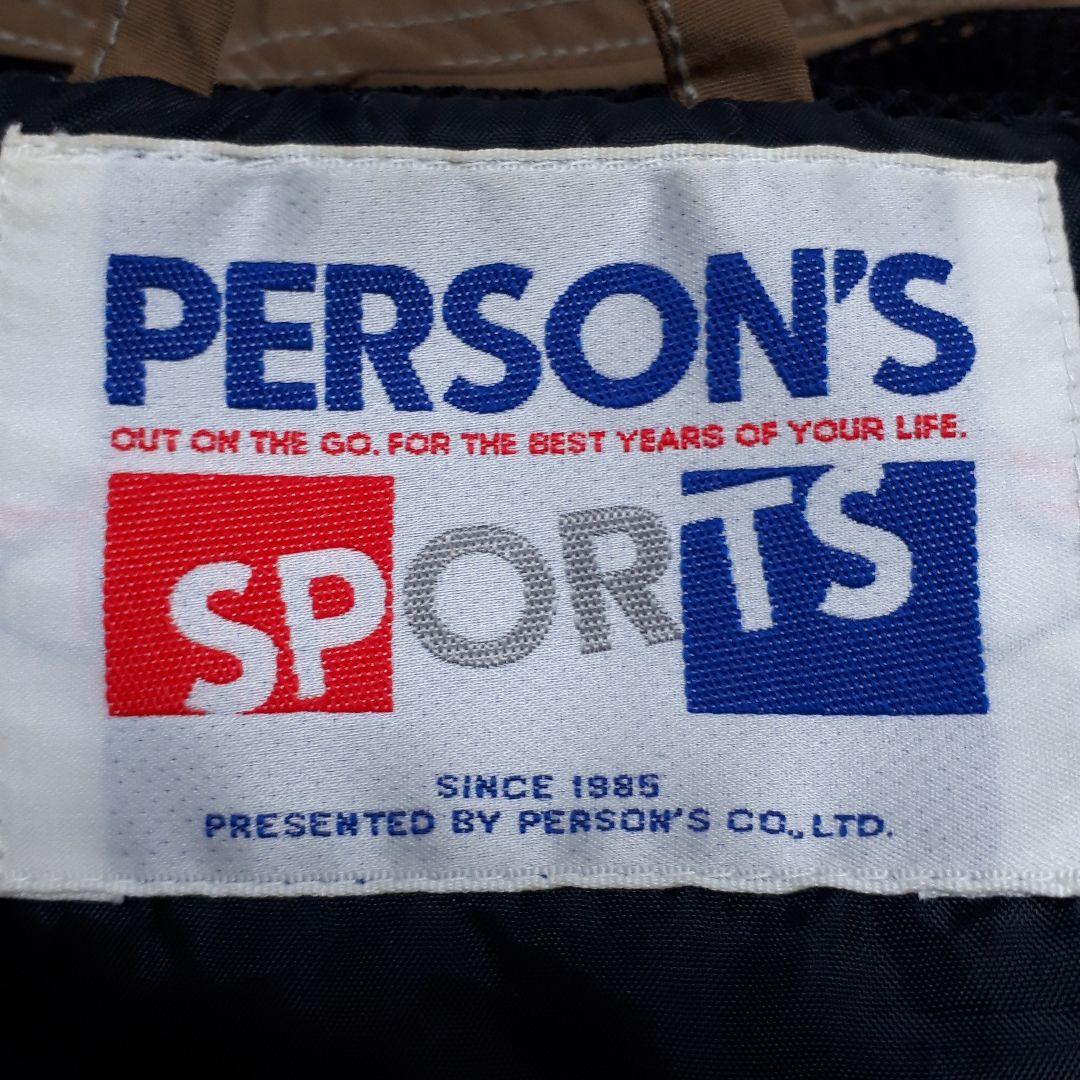 PERSON'S
OUT ON THE GO. FOR THE BEST YEARS OF YOUR LIFE.
SPORTS
SINCE 1985
PRESENTED BY PERSON'S CO., LTD.